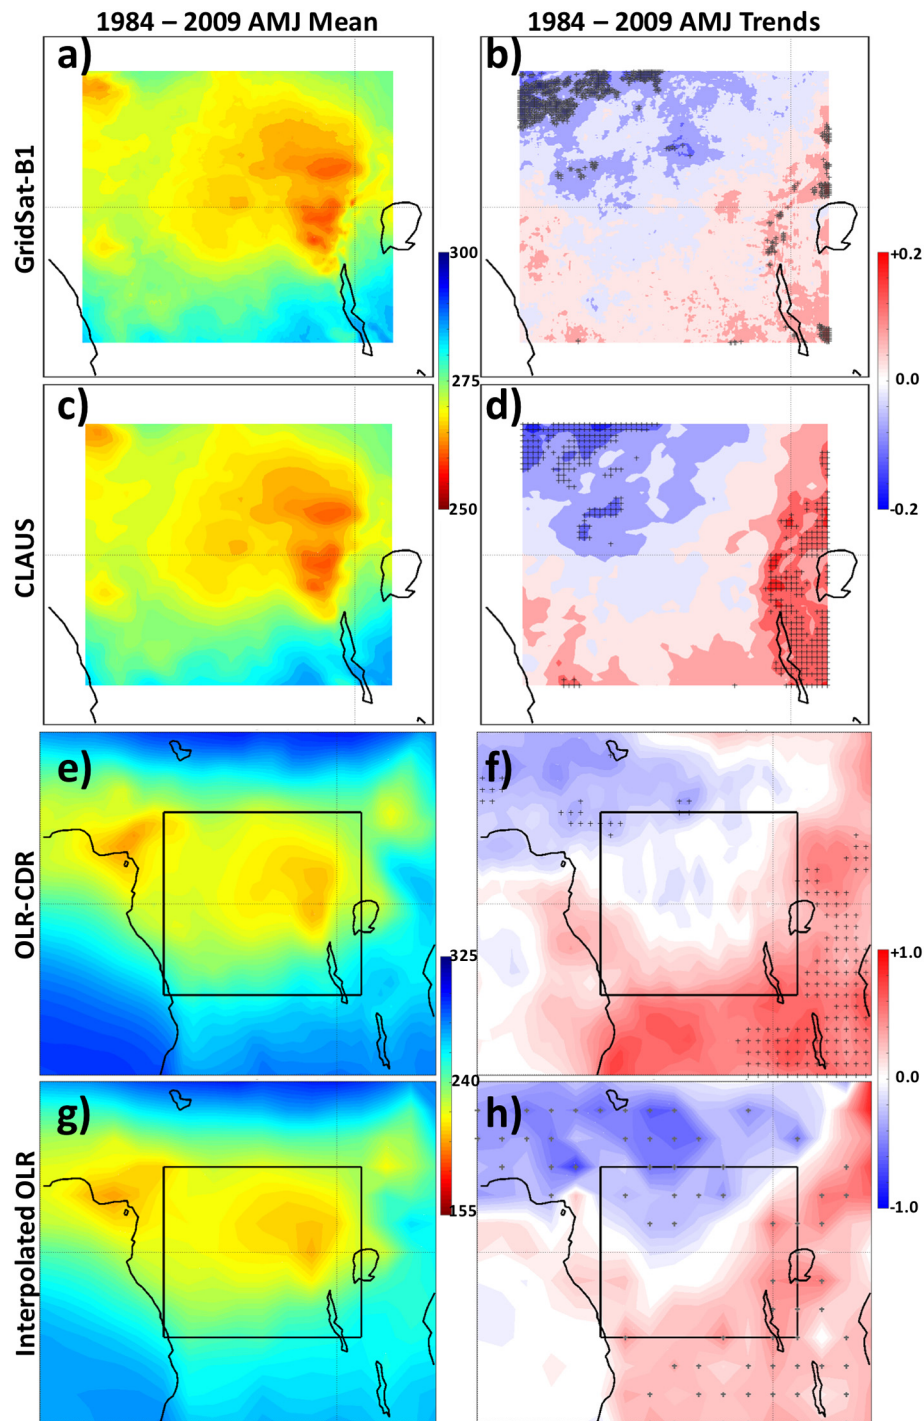 1984 – 2009 AMJ Mean
1984 – 2009 AMJ Trends
GridSat-B1
a)
b)
300
275
250
+0.2
0.0
-0.2
CLAUS
c)
d)
OLR-CDR
e)
f)
325
240
155
+1.0
0.0
-1.0
Interpolated OLR
g)
h)